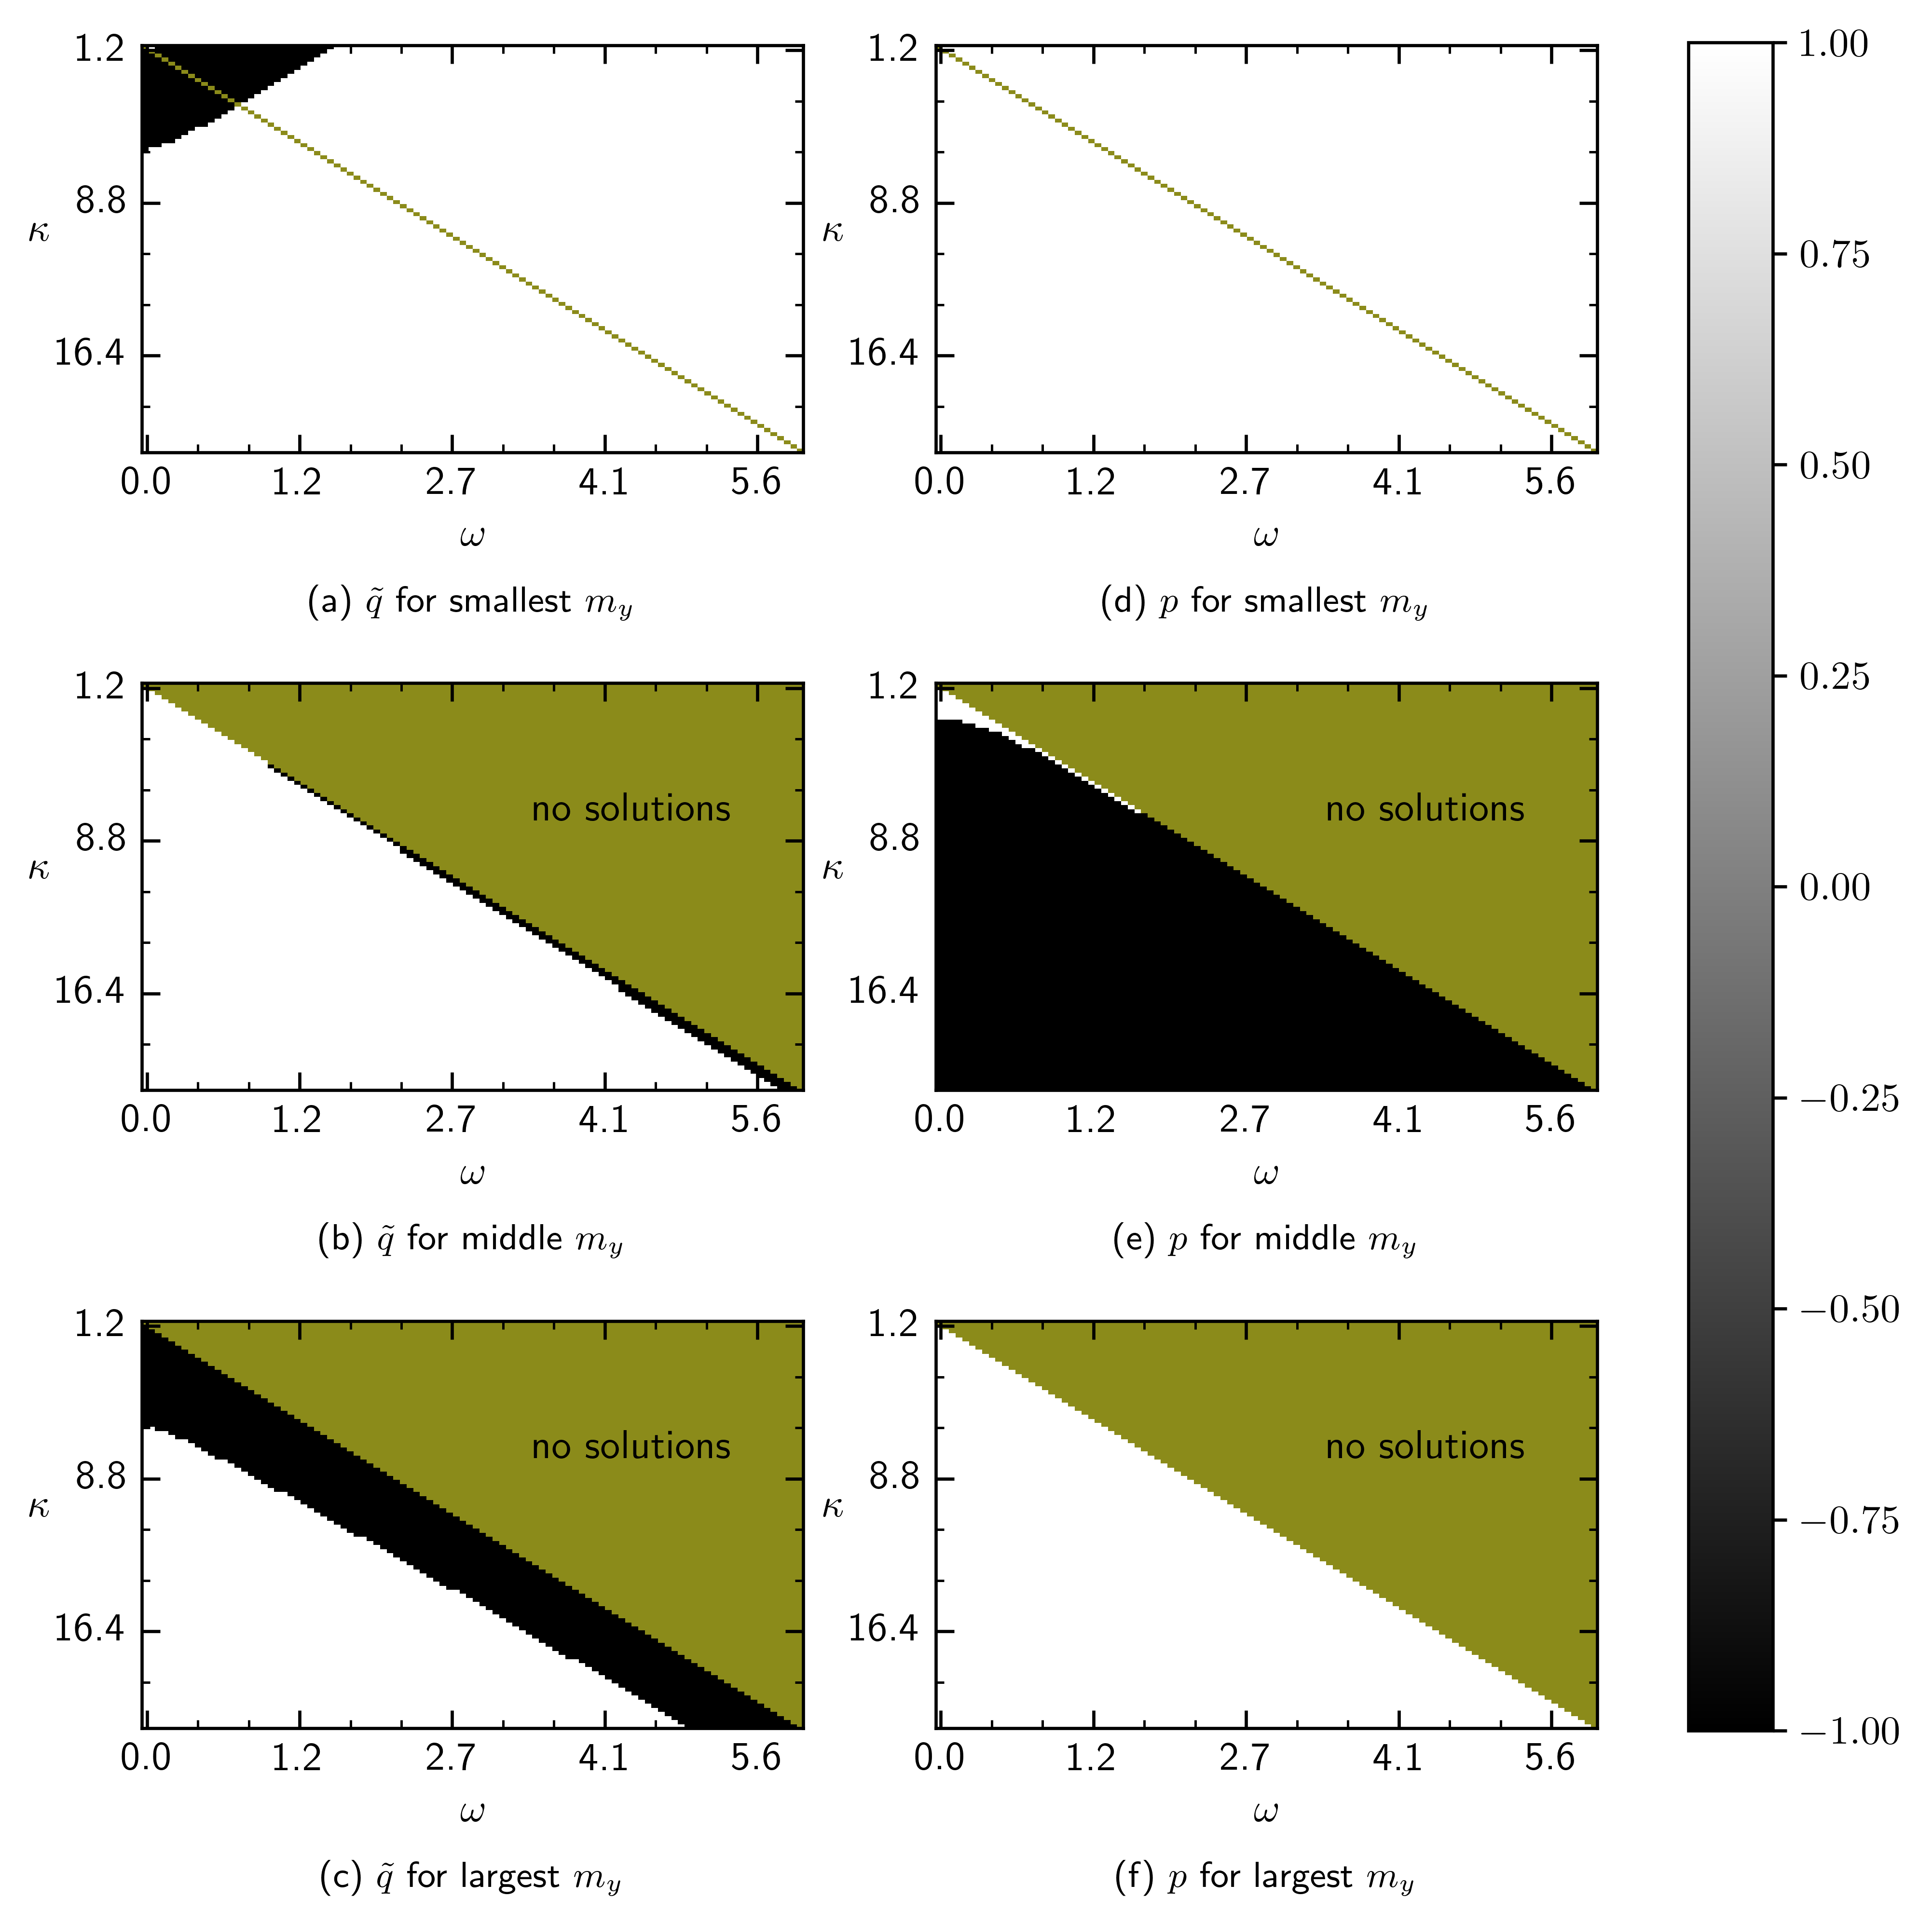 1.2
8.8
κ
16.4
0.0 1.2 2.7 4.1 5.6
ω
(a) q̃ for smallest m_y
1.2
8.8
κ
16.4
0.0 1.2 2.7 4.1 5.6
ω
(d) p for smallest m_y
1.2
no solutions
8.8
κ
16.4
0.0 1.2 2.7 4.1 5.6
ω
(b) q̃ for middle m_y
1.2
no solutions
8.8
κ
16.4
0.0 1.2 2.7 4.1 5.6
ω
(e) p for middle m_y
1.2
no solutions
8.8
κ
16.4
0.0 1.2 2.7 4.1 5.6
ω
(c) q̃ for largest m_y
1.2
no solutions
8.8
κ
16.4
0.0 1.2 2.7 4.1 5.6
ω
(f) p for largest m_y
1.00
0.75
0.50
0.25
0.00
−0.25
−0.50
−0.75
−1.00